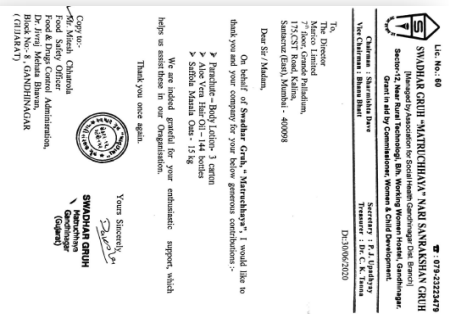 Lic. No.: 60
☎ : 079-23223479
SWADHAR GRUH "MATRUCHHAYA" NARI SANRAKSHAN GRUH
[Managed by Association for Social Health Gandhinagar Dist. Branch]
Sector-12, Near Rural Technologi, B/h. Working Women Hostel, Gandhinagar.
Grant in aid by Commissioner, Women & Child Development.
Chairman : Sharmishtha Dave
Secretary : P. J. Upadhyay
Vice Chairman : Bhanu Bhatt
Treasurer : Dr. C. K. Tanna
Dt:30/06/2020
To,
The Director
Marico Limited
7th floor, Grande Palladium,
175,CST Road, Kalina,
Santacruz (East), Mumbai - 400098
Dear Sir /Madam,
On behalf of Swadhar Gruh," Matruchhaya", I would like to
thank you and your company for your below generous contributions :-
➢ Parachute – Body Lotion- 3 carton
➢ Aloe Vera Hair Oil – 144 bottles
➢ Saffola Masala Oats - 15 kg
We are indeed grateful for your enthusiastic support, which
helps us assist these in our Oraganisation.
Thank you once again.
Yours Sincerely
SWADHAR GRUH
Matruchhaya
Gandhinagar
(Gujarat)
Copy to:-
Mr. Mitesh
Food Safety Officer
Food & Drugs Control Administration,
Dr. Jivraj Mehata Bhavan,
Block No:- 8 , GANDHINAGAR
( GUJARAT)